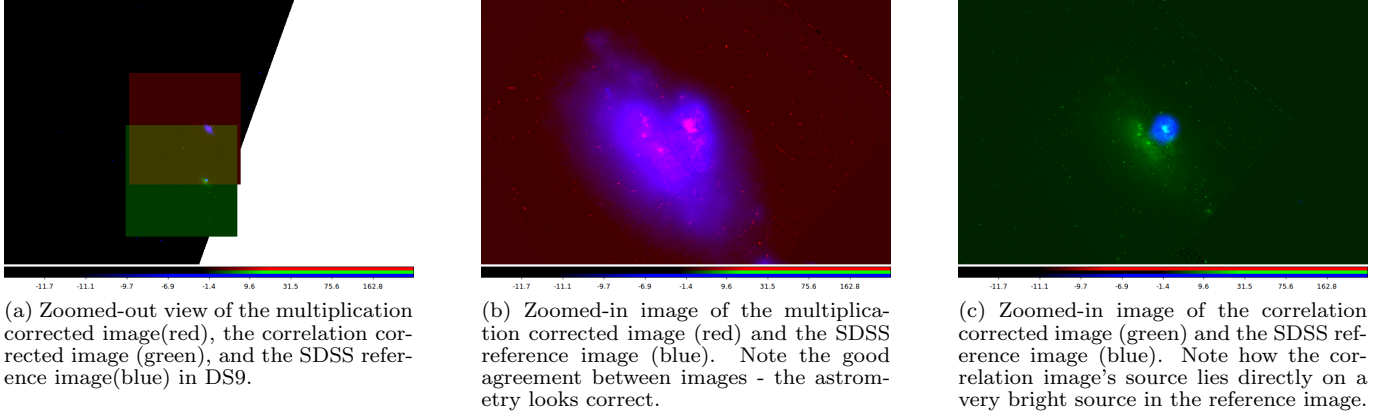 -11.7 -11.1 -9.7 -6.9 -1.4 9.6 31.5 75.6 162.8
(a) Zoomed-out view of the multiplication
corrected image(red), the correlation cor-
rected image (green), and the SDSS refer-
ence image(blue) in DS9.
-11.7 -11.1 -9.7 -6.9 -1.4 9.6 31.5 75.6 162.8
(b) Zoomed-in image of the multiplica-
tion corrected image (red) and the SDSS
reference image (blue). Note the good
agreement between images - the astrom-
etry looks correct.
-11.7 -11.1 -9.7 -6.9 -1.4 9.6 31.5 75.6 162.8
(c) Zoomed-in image of the correlation
corrected image (green) and the SDSS ref-
erence image (blue). Note how the cor-
relation image's source lies directly on a
very bright source in the reference image.